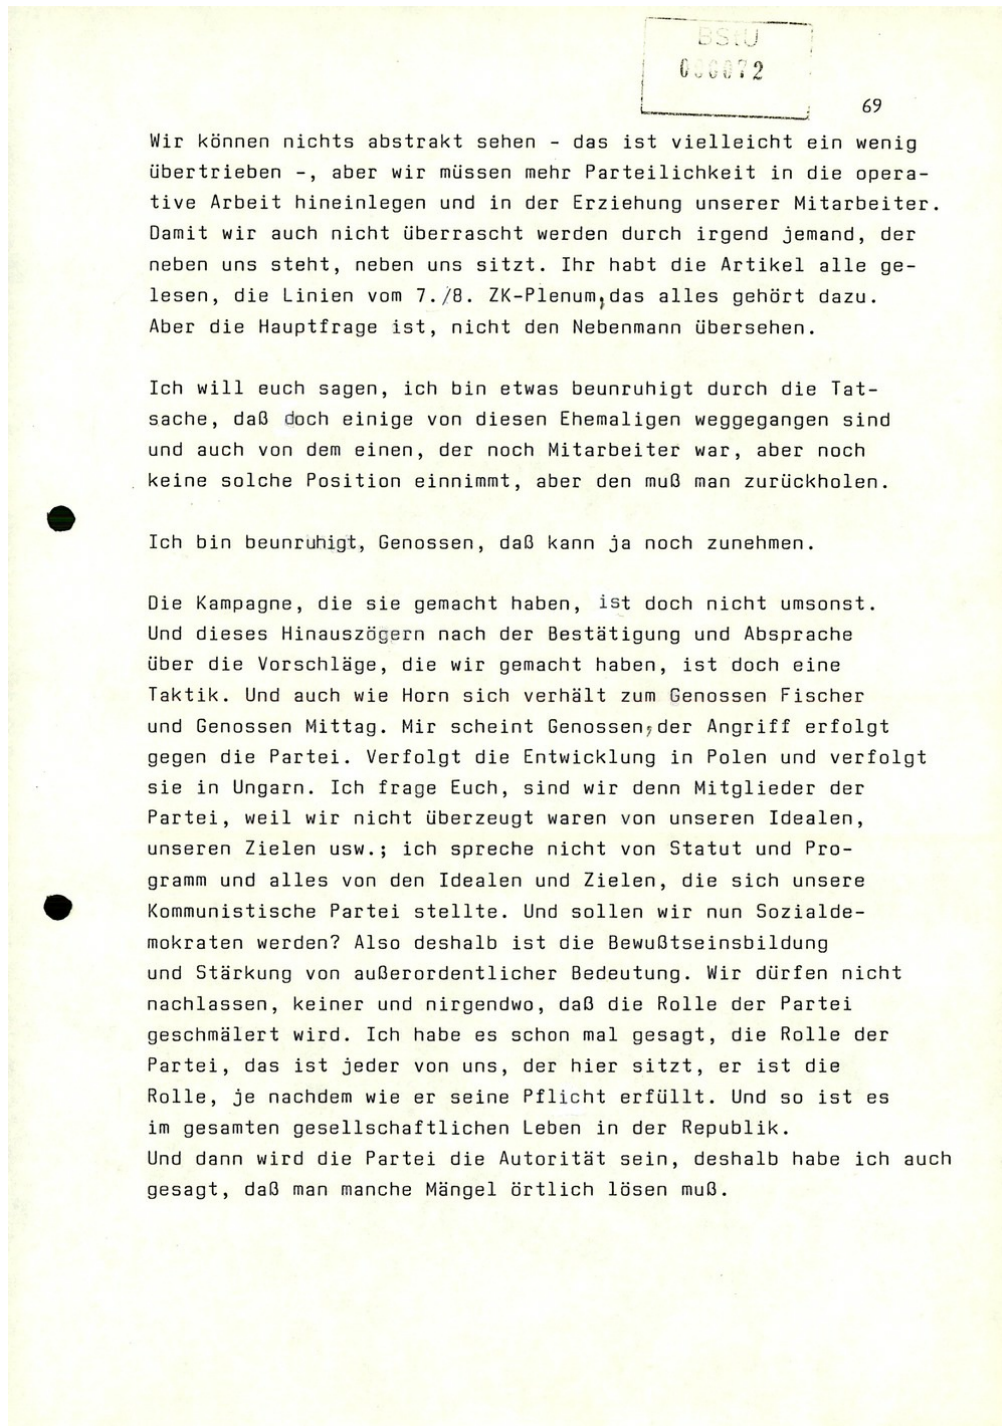 BStU
000072
69
Wir können nichts abstrakt sehen - das ist vielleicht ein wenig
übertrieben -, aber wir müssen mehr Parteilichkeit in die opera-
tive Arbeit hineinlegen und in der Erziehung unserer Mitarbeiter.
Damit wir auch nicht überrascht werden durch irgend jemand, der
neben uns steht, neben uns sitzt. Ihr habt die Artikel alle ge-
lesen, die Linien vom 7./8. ZK-Plenum, das alles gehört dazu.
Aber die Hauptfrage ist, nicht den Nebenmann übersehen.
Ich will euch sagen, ich bin etwas beunruhigt durch die Tat-
sache, daß doch einige von diesen Ehemaligen weggegangen sind
und auch von dem einen, der noch Mitarbeiter war, aber noch
keine solche Position einnimmt, aber den muß man zurückholen.
Ich bin beunruhigt, Genossen, daß kann ja noch zunehmen.
Die Kampagne, die sie gemacht haben, ist doch nicht umsonst.
Und dieses Hinauszögern nach der Bestätigung und Absprache
über die Vorschläge, die wir gemacht haben, ist doch eine
Taktik. Und auch wie Horn sich verhält zum Genossen Fischer
und Genossen Mittag. Mir scheint Genossen, der Angriff erfolgt
gegen die Partei. Verfolgt die Entwicklung in Polen und verfolgt
sie in Ungarn. Ich frage Euch, sind wir denn Mitglieder der
Partei, weil wir nicht überzeugt waren von unseren Idealen,
unseren Zielen usw.; ich spreche nicht von Statut und Pro-
gramm und alles von den Idealen und Zielen, die sich unsere
Kommunistische Partei stellte. Und sollen wir nun Sozialde-
mokraten werden? Also deshalb ist die Bewußtseinsbildung
und Stärkung von außerordentlicher Bedeutung. Wir dürfen nicht
nachlassen, keiner und nirgendwo, daß die Rolle der Partei
geschmälert wird. Ich habe es schon mal gesagt, die Rolle der
Partei, das ist jeder von uns, der hier sitzt, er ist die
Rolle, je nachdem wie er seine Pflicht erfüllt. Und so ist es
im gesamten gesellschaftlichen Leben in der Republik.
Und dann wird die Partei die Autorität sein, deshalb habe ich auch
gesagt, daß man manche Mängel örtlich lösen muß.